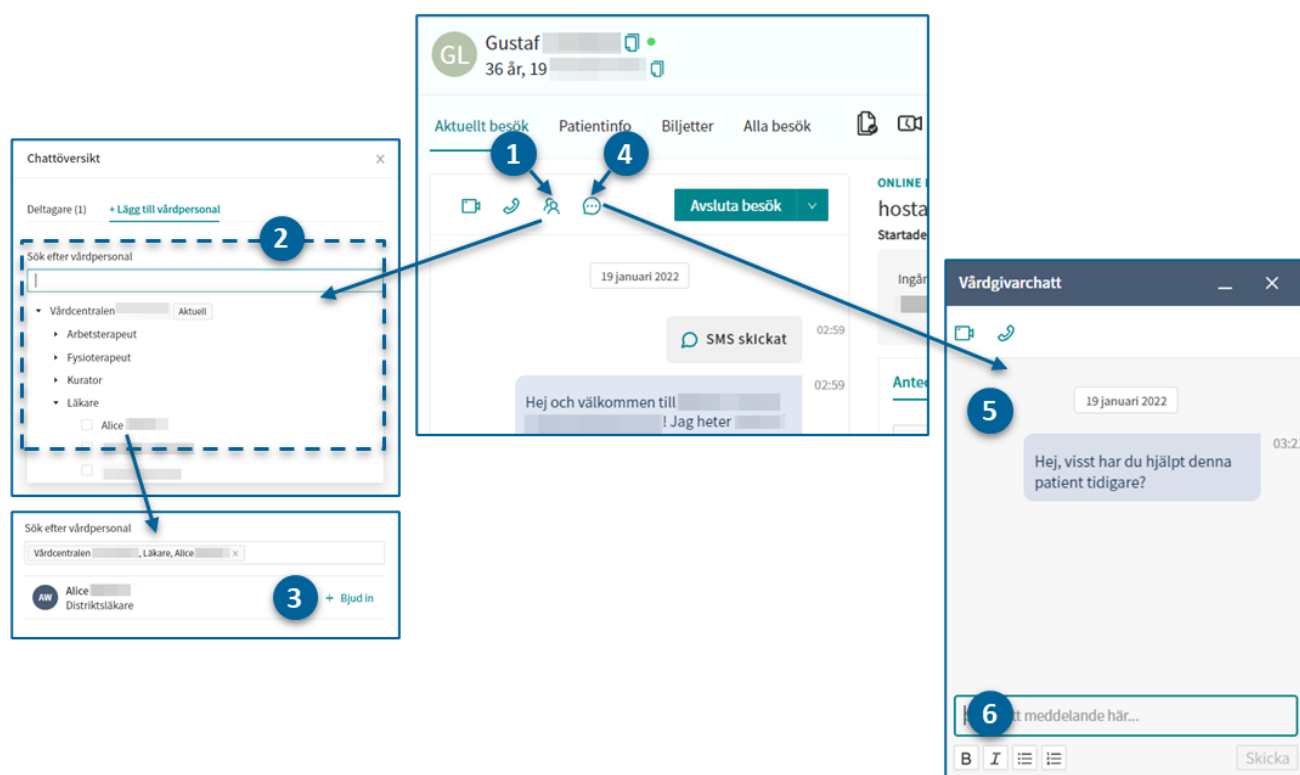 Chattöversikt
Deltagare (1) + Lägg till vårdpersonal
2
Sök efter vårdpersonal
Vårdcentralen Aktuell
Arbetsterapeut
Fysioterapeut
Kurator
Läkare
Alice
Sök efter vårdpersonal
Vårdcentralen , Läkare, Alice ×
AW Alice
Distriktsläkare
3 + Bjud in
GL Gustaf
36 år, 19
Aktuellt besök Patientinfo Biljetter Alla besök
1 4
Avsluta besök
19 januari 2022
SMS skIckat 02:59
Hej och välkommen till 02:59
! Jag heter
ONLINE
hosta
Startade
Ingår
Vårdgivarchatt
5
19 januari 2022
Hej, visst har du hjälpt denna
patient tidigare?
6 tt meddelande här...
B I Skicka